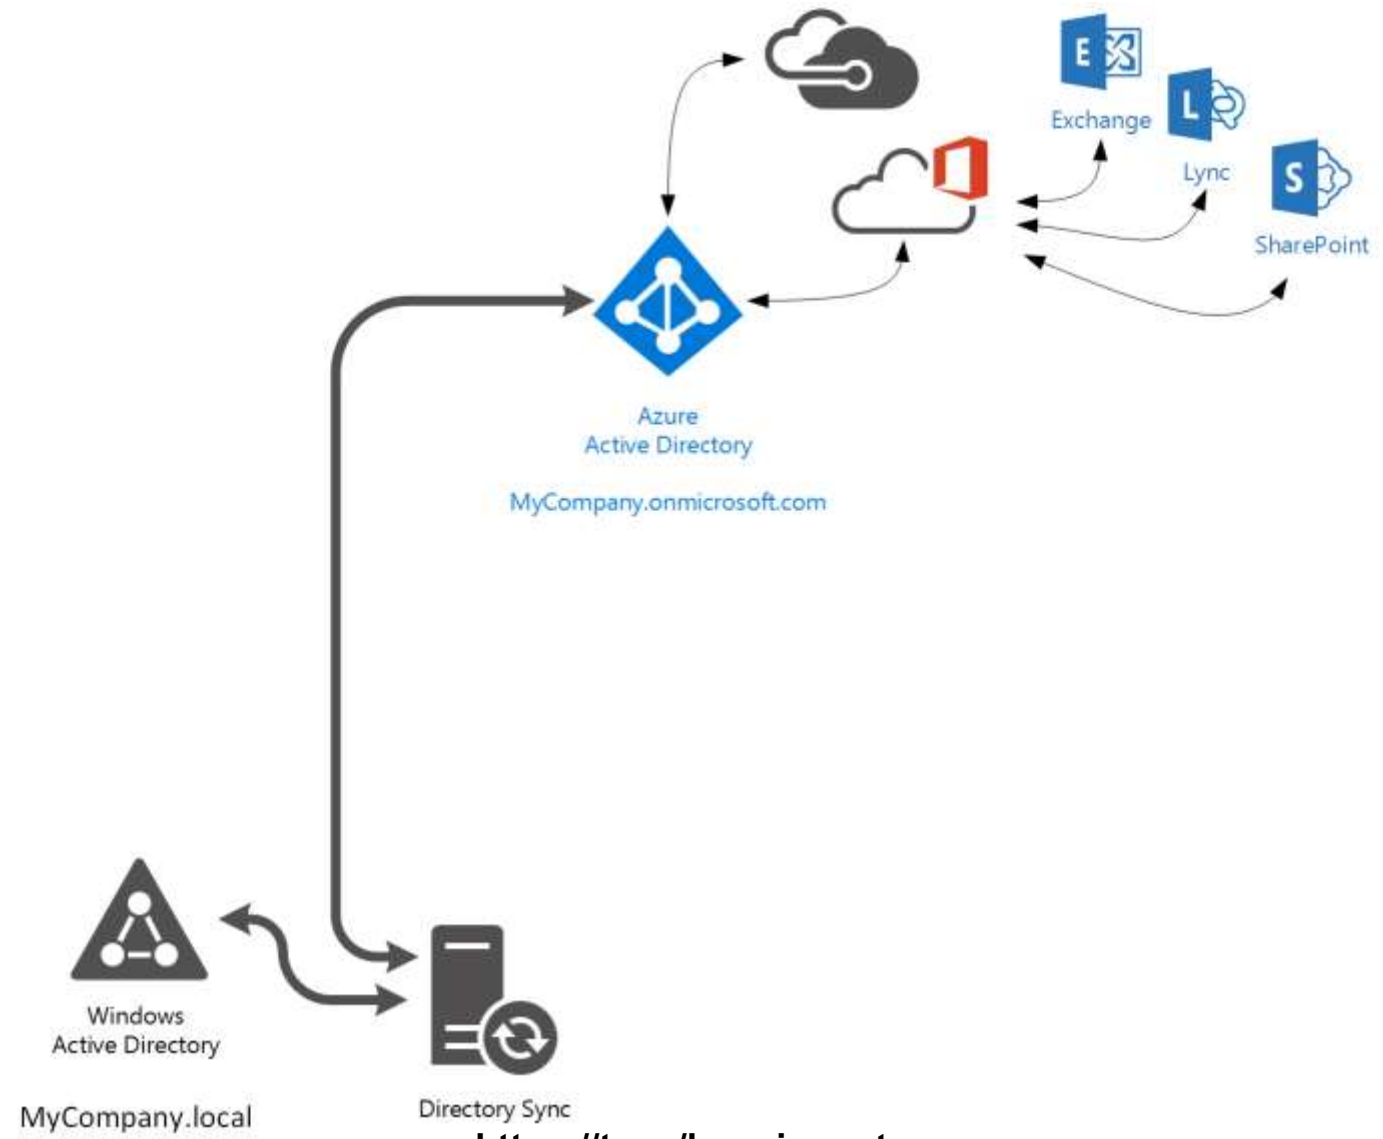 E
Exchange
L
Lync
S
SharePoint
Azure
Active Directory
MyCompany.onmicrosoft.com
Windows
Active Directory
MyCompany.local
Directory Sync